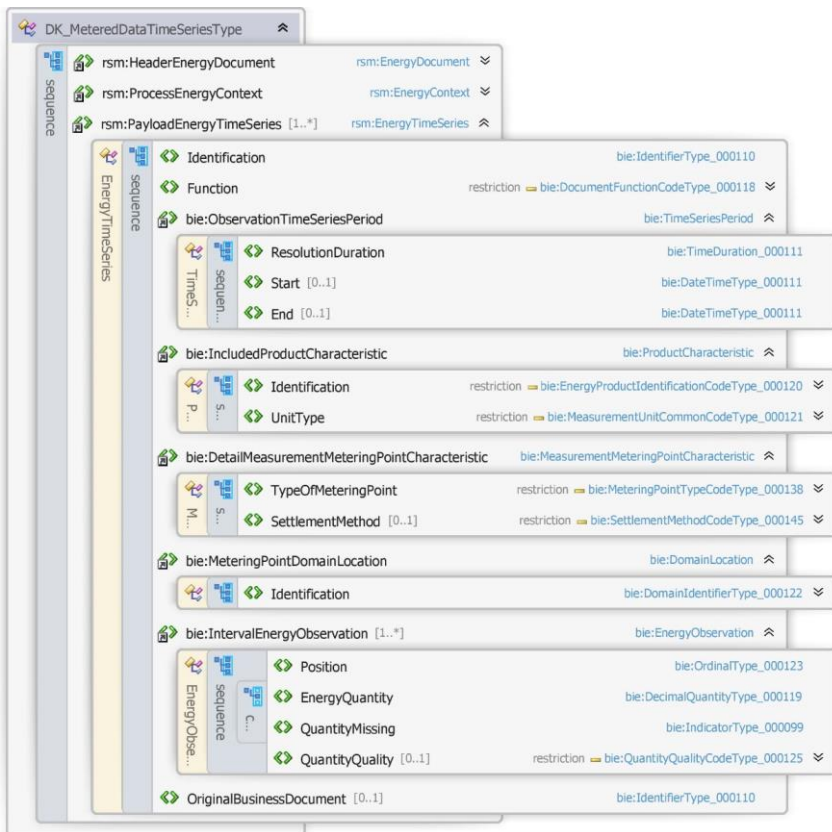 DK_MeteredDataTimeSeriesType
sequence
rsm:HeaderEnergyDocument rsm:EnergyDocument
rsm:ProcessEnergyContext rsm:EnergyContext
rsm:PayloadEnergyTimeSeries [1..*] rsm:EnergyTimeSeries
EnergyTimeSeries
sequence
Identification bie:IdentifierType_000110
Function restriction bie:DocumentFunctionCodeType_000118
bie:ObservationTimeSeriesPeriod bie:TimeSeriesPeriod
TimeS...
sequen...
ResolutionDuration bie:TimeDuration_000111
Start [0..1] bie:DateTimeType_000111
End [0..1] bie:DateTimeType_000111
bie:IncludedProductCharacteristic bie:ProductCharacteristic
P...
s...
Identification restriction bie:EnergyProductIdentificationCodeType_000120
UnitType restriction bie:MeasurementUnitCommonCodeType_000121
bie:DetailMeasurementMeteringPointCharacteristic bie:MeasurementMeteringPointCharacteristic
M...
s...
TypeOfMeteringPoint restriction bie:MeteringPointTypeCodeType_000138
SettlementMethod [0..1] restriction bie:SettlementMethodCodeType_000145
bie:MeteringPointDomainLocation bie:DomainLocation
Identification bie:DomainIdentifierType_000122
bie:IntervalEnergyObservation [1..*] bie:EnergyObservation
EnergyObse...
sequence
C...
Position bie:OrdinalType_000123
EnergyQuantity bie:DecimalQuantityType_000119
QuantityMissing bie:IndicatorType_000099
QuantityQuality [0..1] restriction bie:QuantityQualityCodeType_000125
OriginalBusinessDocument [0..1] bie:IdentifierType_000110